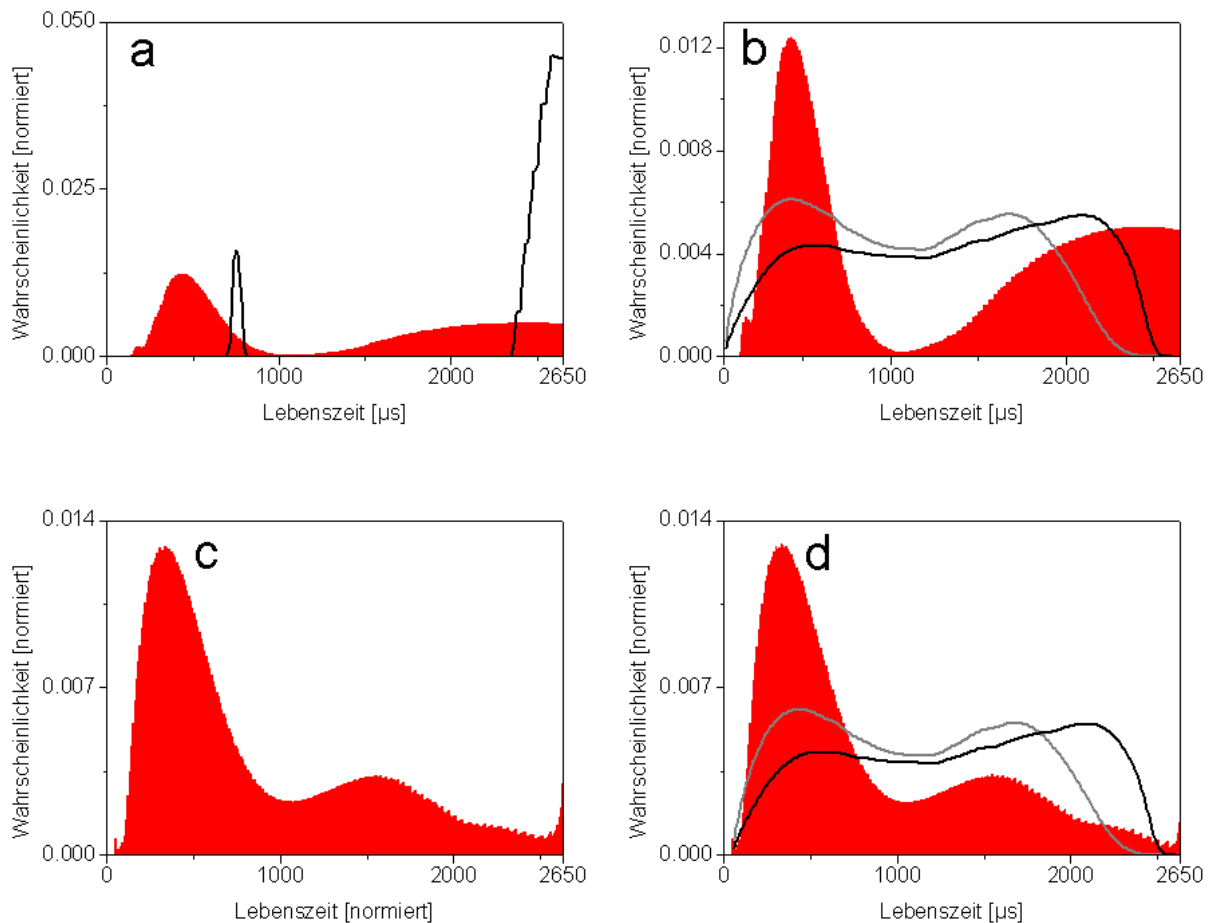 a
Wahrscheinlichkeit [normiert]
0.050
0.025
0.000
0
1000
2000
2650
Lebenszeit [µs]
b
Wahrscheinlichkeit [normiert]
0.012
0.008
0.004
0.000
0
1000
2000
2650
Lebenszeit [µs]
c
Wahrscheinlichkeit [normiert]
0.014
0.007
0.000
0
1000
2000
2650
Lebenszeit [normiert]
d
Wahrscheinlichkeit [normiert]
0.014
0.007
0.000
0
1000
2000
2650
Lebenszeit [µs]